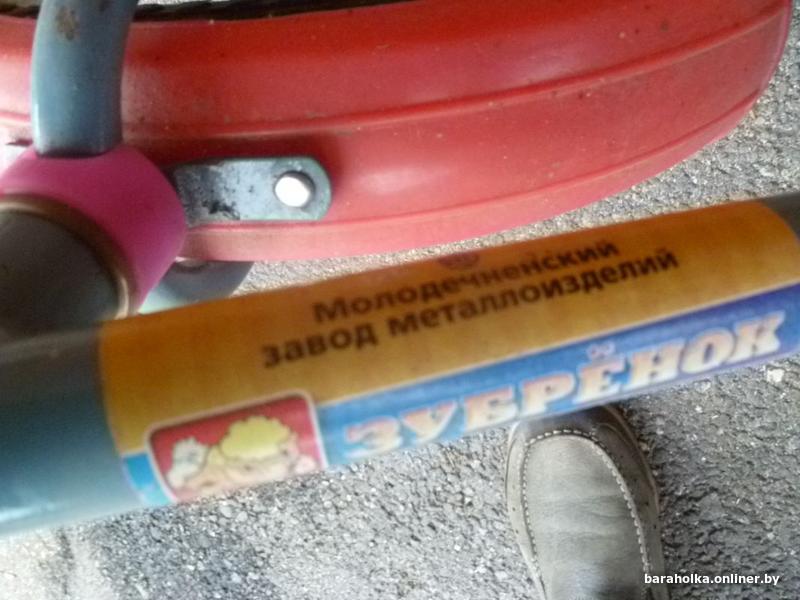 Молодечненский
завод металлоизделий
ЗУБРЁНОК
baraholka.onliner.by